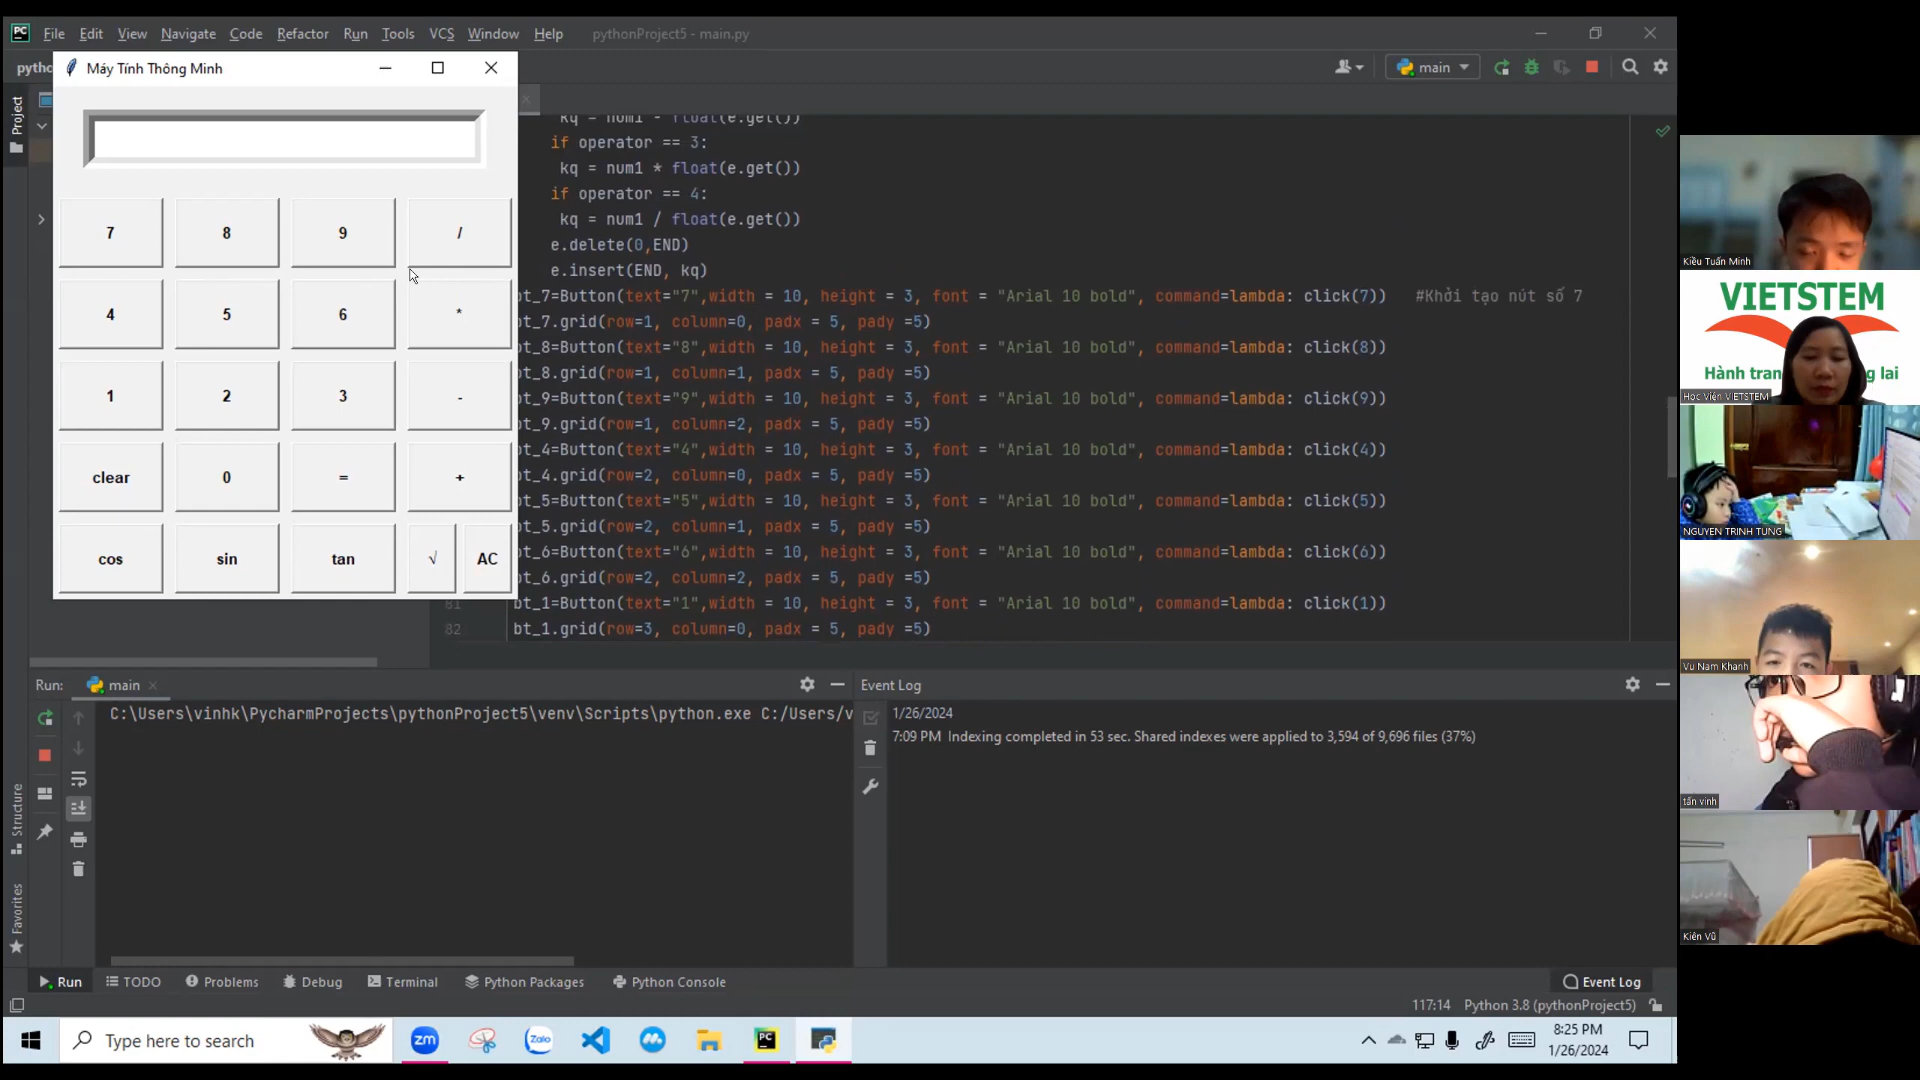 File Edit View Navigate Code Refactor Run Tools VCS Window Help pythonProject5 - main.py
pythc
main
Máy Tính Thông Minh
7 8 9 /
4 5 6 *
1 2 3 -
clear 0 = +
cos sin tan √ AC
Project
kq = num1 - float(e.get())
if operator == 3:
kq = num1 * float(e.get())
if operator == 4:
kq = num1 / float(e.get())
e.delete(0,END)
e.insert(END, kq)
bt_7=Button(text="7",width = 10, height = 3, font = "Arial 10 bold", command=lambda: click(7)) #Khởi tạo nút số 7
bt_7.grid(row=1, column=0, padx = 5, pady =5)
bt_8=Button(text="8",width = 10, height = 3, font = "Arial 10 bold", command=lambda: click(8))
bt_8.grid(row=1, column=1, padx = 5, pady =5)
bt_9=Button(text="9",width = 10, height = 3, font = "Arial 10 bold", command=lambda: click(9))
bt_9.grid(row=1, column=2, padx = 5, pady =5)
bt_4=Button(text="4",width = 10, height = 3, font = "Arial 10 bold", command=lambda: click(4))
bt_4.grid(row=2, column=0, padx = 5, pady =5)
bt_5=Button(text="5",width = 10, height = 3, font = "Arial 10 bold", command=lambda: click(5))
bt_5.grid(row=2, column=1, padx = 5, pady =5)
bt_6=Button(text="6",width = 10, height = 3, font = "Arial 10 bold", command=lambda: click(6))
bt_6.grid(row=2, column=2, padx = 5, pady =5)
81 bt_1=Button(text="1",width = 10, height = 3, font = "Arial 10 bold", command=lambda: click(1))
82 bt_1.grid(row=3, column=0, padx = 5, pady =5)
Run: main
C:\Users\vinhk\PycharmProjects\pythonProject5\venv\Scripts\python.exe C:/Users/v
Event Log
1/26/2024
7:09 PM Indexing completed in 53 sec. Shared indexes were applied to 3,594 of 9,696 files (37%)
Structure
Favorites
Run TODO Problems Debug Terminal Python Packages Python Console Event Log
117:14 Python 3.8 (pythonProject5)
Type here to search
zm
Zalo
PC
8:25 PM
1/26/2024
Kiều Tuấn Minh
VIETSTEM
Hành tran g lai
Học Viện VIETSTEM
NGUYEN TRINH TUNG
Vu Nam Khanh
tấn vinh
Kiên Vũ